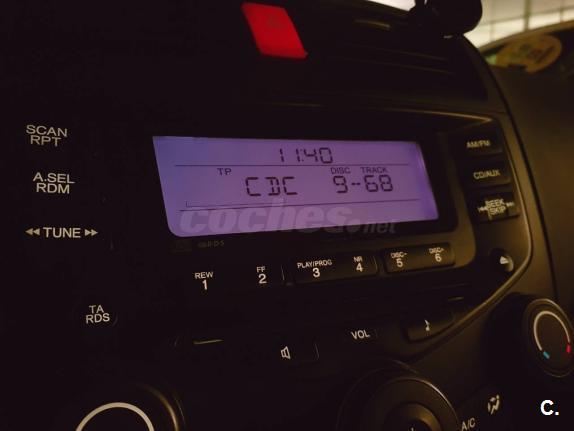 11:40
TP DISC TRACK
CDC 9--68
coches.net
SCAN
RPT
A.SEL
RDM
TUNE
TA
RDS
AM/FM
CD/AUX
SEEK
SKIP
REW
1
FF
2
PLAY/PROG
3
NR
4
DISC-
5
DISC+
6
VOL
A/C
C.